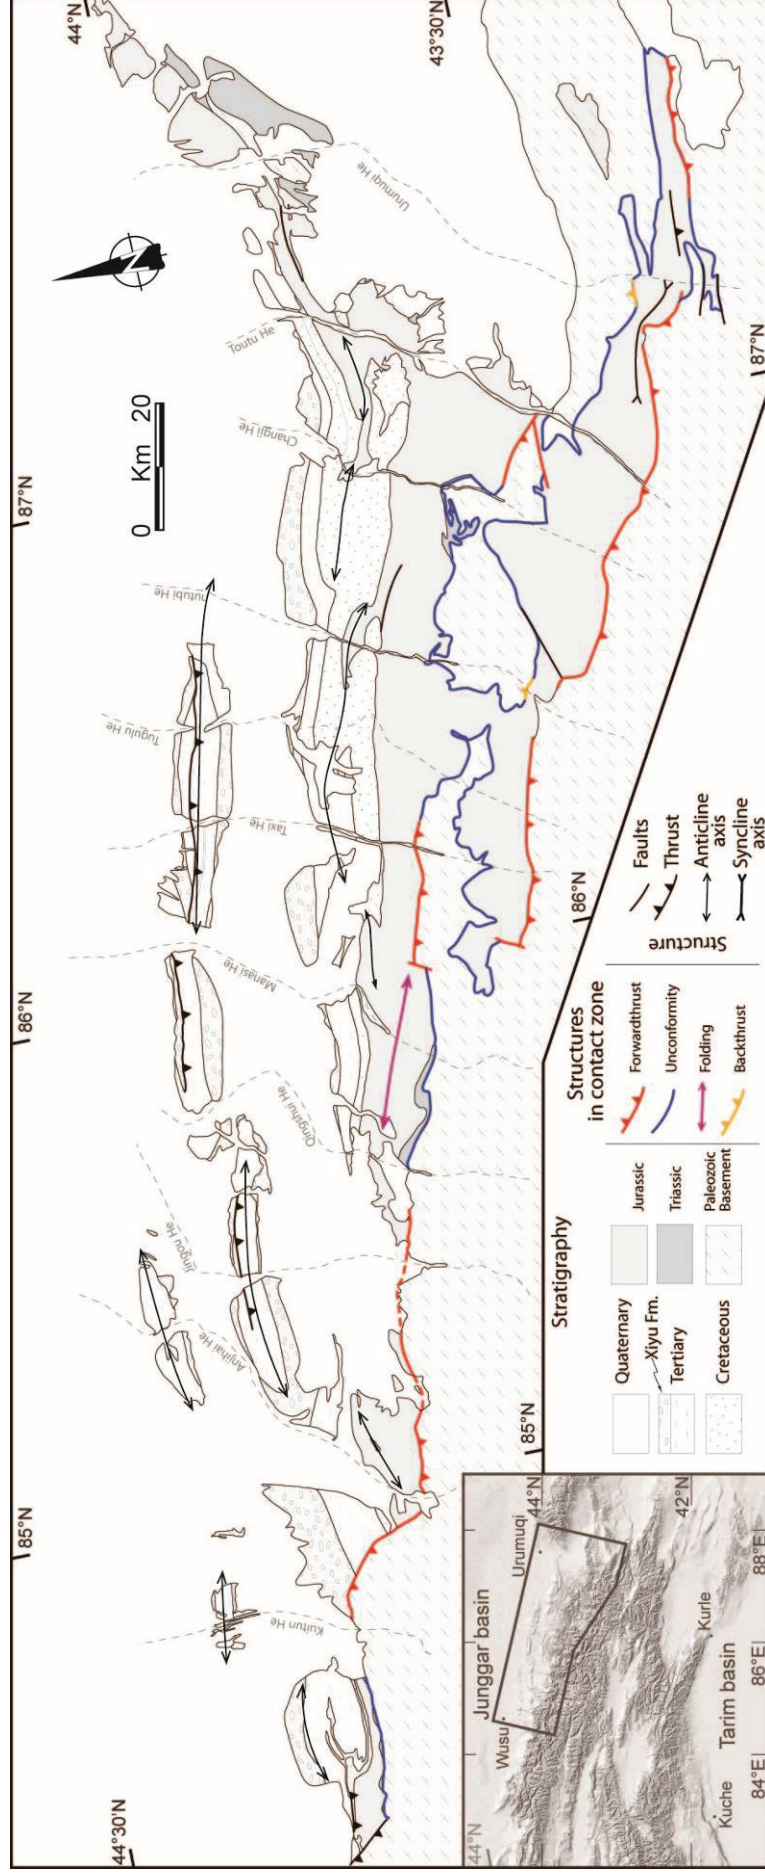 44°30'N
85°N
86°N
87°N
44°N
43°30'N
87°N
86°N
85°N
0 Km 20
Kuitun He
Anjihai He
Jingou He
Qingshui He
Manasi He
Taxi He
Tugulu He
Hutubi He
Changji He
Toutu He
Urumuqi He
Stratigraphy
Quaternary
Xiyu Fm.
Tertiary
Cretaceous
Jurassic
Triassic
Paleozoic
Basement
Structures
in contact zone
Forwardthrust
Unconformity
Folding
Backthrust
Structure
Faults
Thrust
Anticline
axis
Syncline
axis
Junggar basin
Wusu
Urumuqi
44°N
44°N
42°N
Kuche
Kurle
Tarim basin
84°E
86°E
88°E